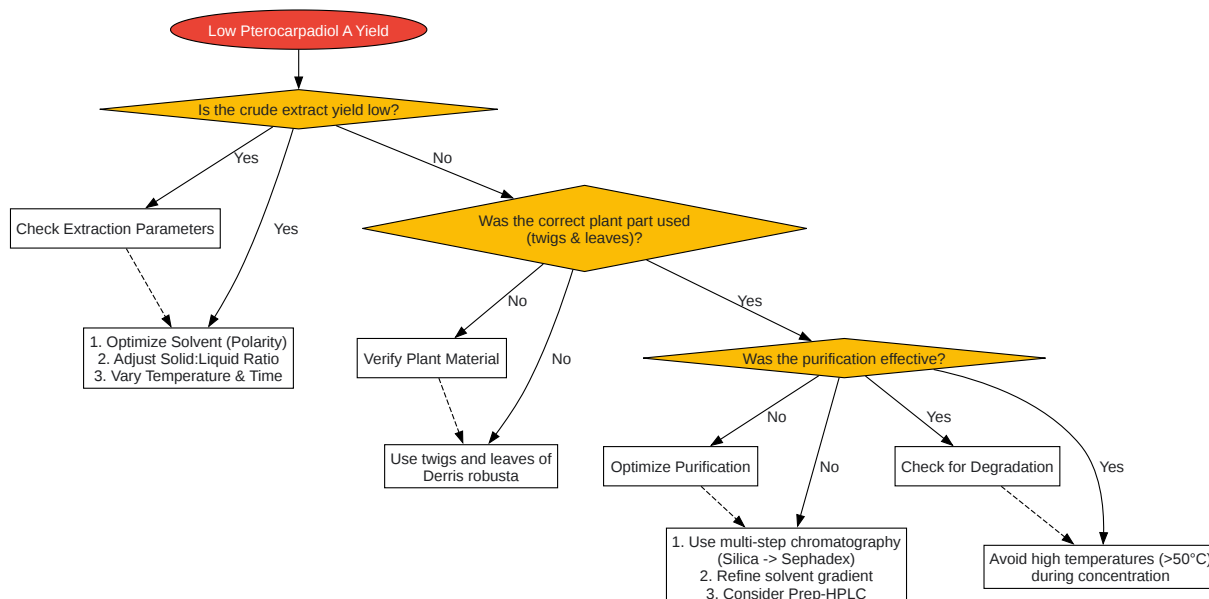 Low Pterocarpadiol A Yield
Is the crude extract yield low?
Yes
No
Check Extraction Parameters
Yes
Was the correct plant part used
(twigs & leaves)?
1. Optimize Solvent (Polarity)
2. Adjust Solid:Liquid Ratio
3. Vary Temperature & Time
No
Yes
Verify Plant Material
No
Was the purification effective?
Use twigs and leaves of
Derris robusta
No
Yes
Optimize Purification
No
Check for Degradation
Yes
1. Use multi-step chromatography
(Silica -> Sephadex)
2. Refine solvent gradient
3. Consider Prep-HPLC
Avoid high temperatures (>50°C)
during concentration